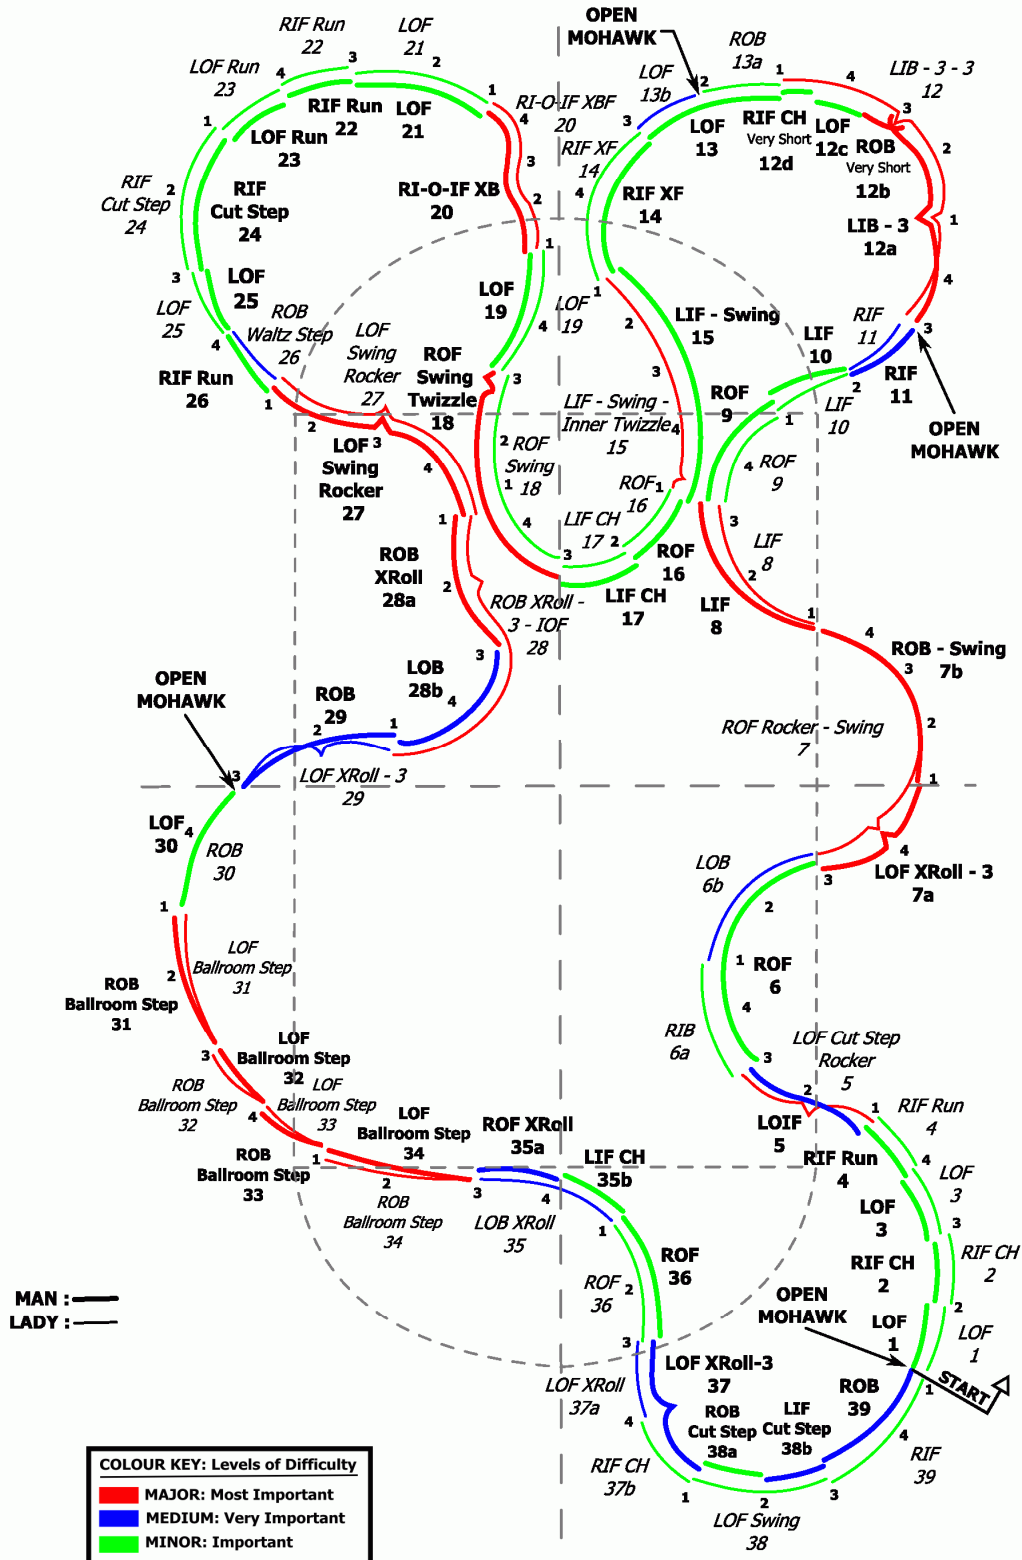 OPEN
MOHAWK
RIF Run
22
LOF
21
LOF Run
23
RIF Run
22
LOF
21
LOF Run
23
RI-O-IF XBF
20
RIF
Cut Step
24
RIF
Cut Step
24
RI-O-IF XB
20
LOF
25
LOF
25
ROB
Waltz Step
26
RIF Run
26
LOF
19
LOF
19
LOF
Swing
Rocker
27
ROF
Swing
Twizzle
18
LOF
Swing
Rocker
27
ROF
Swing
18
LOF
13b
ROB
13a
LIB - 3 - 3
12
RIF XF
14
LOF
13
RIF CH
Very Short
12d
LOF
12c
ROB
Very Short
12b
RIF XF
14
LIB - 3
12a
LIF - Swing
15
LIF
10
RIF
11
RIF
11
OPEN
MOHAWK
ROF
9
LIF
10
LIF - Swing -
Inner Twizzle
15
ROF
9
ROF
16
LIF CH
17
ROF
16
LIF CH
17
LIF
8
LIF
8
ROB
XRoll
28a
ROB XRoll -
3 - IOF
28
LOB
28b
OPEN
MOHAWK
ROB
29
LOF XRoll - 3
29
ROB - Swing
7b
ROF Rocker - Swing
7
LOF XRoll - 3
7a
LOF
30
ROB
30
LOB
6b
ROF
6
RIB
6a
LOF
Ballroom Step
31
ROB
Ballroom Step
31
LOF
Ballroom Step
32
ROB
Ballroom Step
32
LOF
Ballroom Step
33
ROB
Ballroom Step
33
LOF
Ballroom Step
34
ROB
Ballroom Step
34
LOF Cut Step
Rocker
5
LOIF
5
RIF Run
4
RIF Run
4
LOF
3
LOF
3
RIF CH
2
RIF CH
2
LOF
1
LOF
1
OPEN
MOHAWK
START
ROF XRoll
35a
LIF CH
35b
LOB XRoll
35
ROF
36
ROF
36
LOF XRoll
37a
LOF XRoll-3
37
RIF CH
37b
ROB
Cut Step
38a
LIF
Cut Step
38b
ROB
39
RIF
39
LOF Swing
38
MAN :
LADY :
COLOUR KEY: Levels of Difficulty
MAJOR: Most Important
MEDIUM: Very Important
MINOR: Important